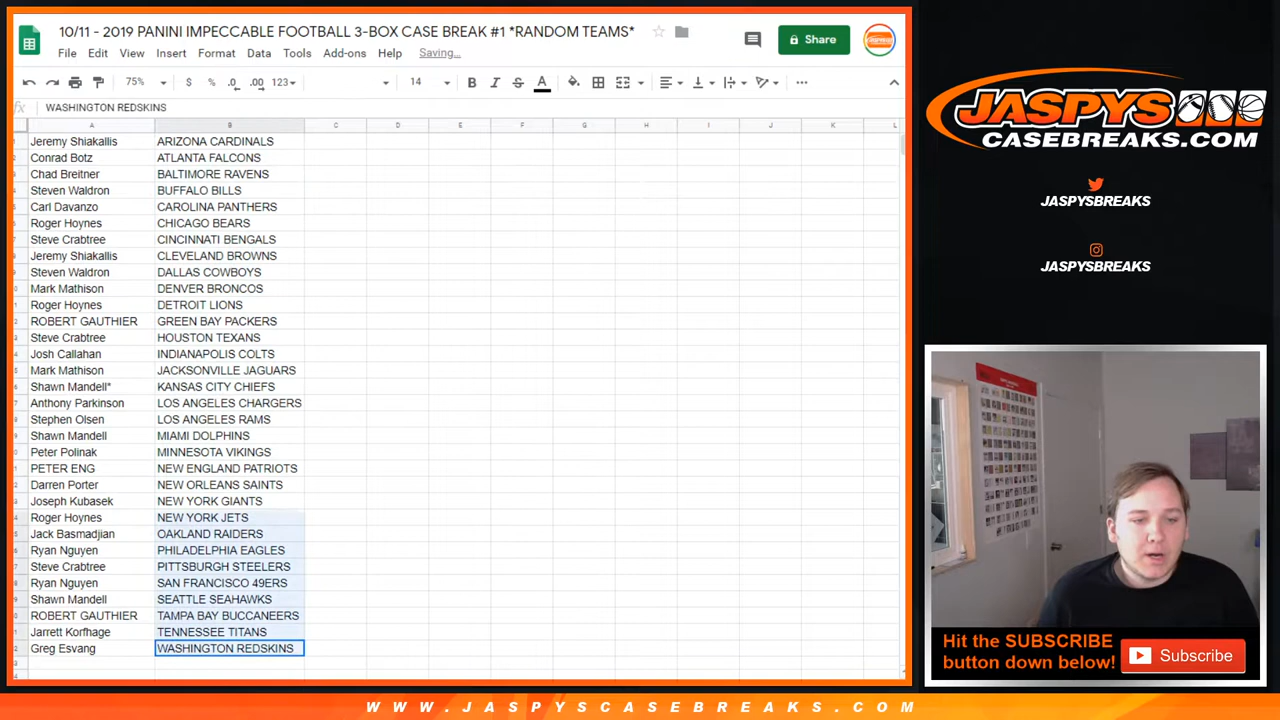 10/11 - 2019 PANINI IMPECCABLE FOOTBALL 3-BOX CASE BREAK #1 *RANDOM TEAMS*
File Edit View Insert Format Data Tools Add-ons Help Saving...
Share
75% $ % .0 .00 123 14 B I S A
fx WASHINGTON REDSKINS
A B C D E F G H I J K L
Jeremy Shiakallis ARIZONA CARDINALS
Conrad Botz ATLANTA FALCONS
Chad Breitner BALTIMORE RAVENS
Steven Waldron BUFFALO BILLS
Carl Davanzo CAROLINA PANTHERS
Roger Hoynes CHICAGO BEARS
Steve Crabtree CINCINNATI BENGALS
Jeremy Shiakallis CLEVELAND BROWNS
Steven Waldron DALLAS COWBOYS
Mark Mathison DENVER BRONCOS
Roger Hoynes DETROIT LIONS
ROBERT GAUTHIER GREEN BAY PACKERS
Steve Crabtree HOUSTON TEXANS
Josh Callahan INDIANAPOLIS COLTS
Mark Mathison JACKSONVILLE JAGUARS
Shawn Mandell* KANSAS CITY CHIEFS
Anthony Parkinson LOS ANGELES CHARGERS
Stephen Olsen LOS ANGELES RAMS
Shawn Mandell MIAMI DOLPHINS
Peter Polinak MINNESOTA VIKINGS
PETER ENG NEW ENGLAND PATRIOTS
Darren Porter NEW ORLEANS SAINTS
Joseph Kubasek NEW YORK GIANTS
Roger Hoynes NEW YORK JETS
Jack Basmadjian OAKLAND RAIDERS
Ryan Nguyen PHILADELPHIA EAGLES
Steve Crabtree PITTSBURGH STEELERS
Ryan Nguyen SAN FRANCISCO 49ERS
Shawn Mandell SEATTLE SEAHAWKS
ROBERT GAUTHIER TAMPA BAY BUCCANEERS
Jarrett Korfhage TENNESSEE TITANS
Greg Esvang WASHINGTON REDSKINS
JASPYS
CASEBREAKS.COM
JASPYSBREAKS
JASPYSBREAKS
Hit the SUBSCRIBE
button down below!
Subscribe
WWW.JASPYSCASEBREAKS.COM